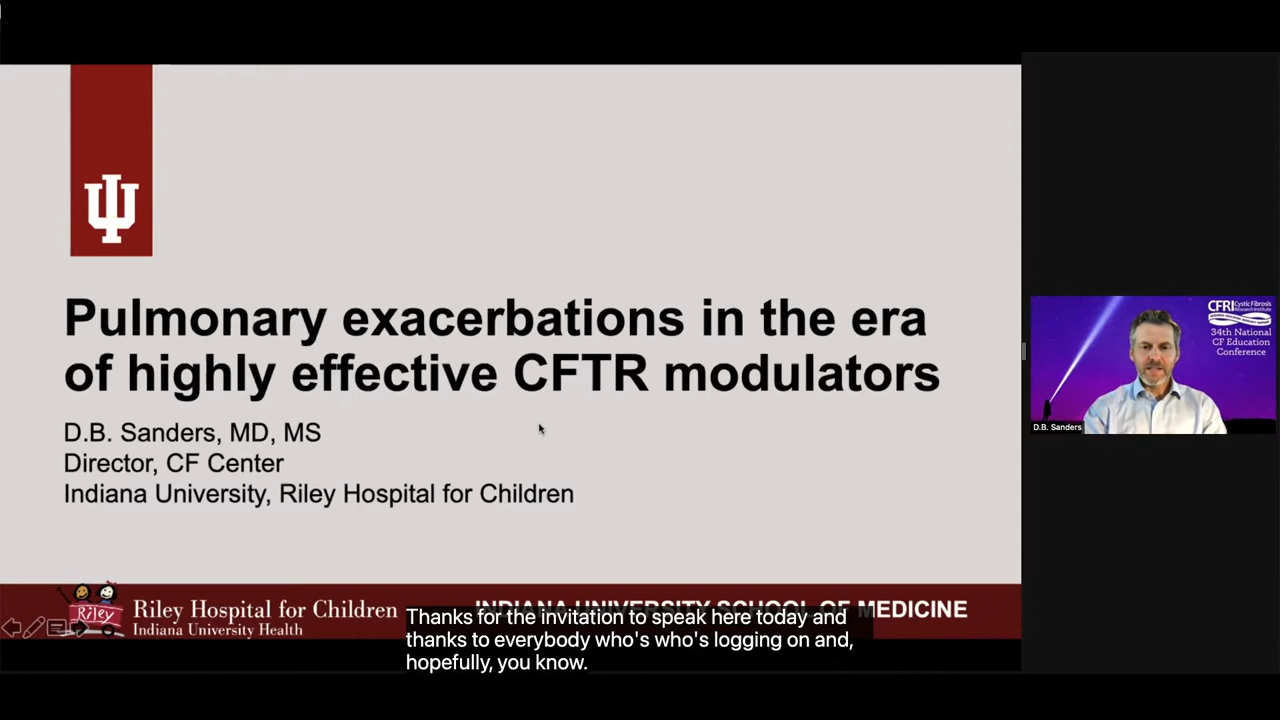 Pulmonary exacerbations in the era
of highly effective CFTR modulators
D.B. Sanders, MD, MS
Director, CF Center
Indiana University, Riley Hospital for Children
Riley
Riley Hospital for Children
Indiana University Health
INDIANA UNIVERSITY SCHOOL OF MEDICINE
Thanks for the invitation to speak here today and
thanks to everybody who's who's logging on and,
hopefully, you know.
CFRI Cystic Fibrosis
Research Institute
34th National
CF Education
Conference
D.B. Sanders